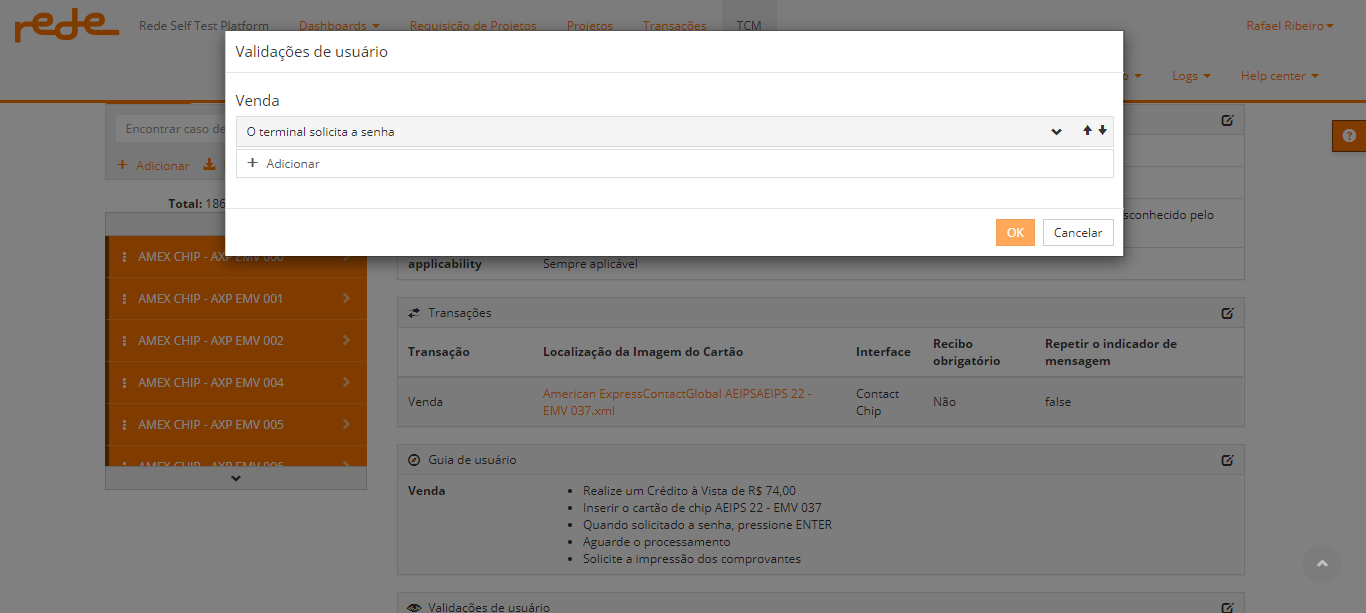 rede Rede Self Test Platform Dashboards Requisição de Projetos Projetos Transações TCM Rafael Ribeiro
Logs Help center
Validações de usuário
Venda
O terminal solicita a senha
+ Adicionar
OK Cancelar
Encontrar caso de
+ Adicionar
Total: 186
AMEX CHIP - AXP EMV 000
AMEX CHIP - AXP EMV 001
AMEX CHIP - AXP EMV 002
AMEX CHIP - AXP EMV 004
AMEX CHIP - AXP EMV 005
AMEX CHIP - AXP EMV 006
sconhecido pelo
applicability Sempre aplicável
Transações
Transação Localização da Imagem do Cartão Interface Recibo obrigatório Repetir o indicador de mensagem
Venda American ExpressContactGlobal AEIPSAEIPS 22 - EMV 037.xml Contact Chip Não false
Guia de usuário
Venda
Realize um Crédito à Vista de R$ 74,00
Inserir o cartão de chip AEIPS 22 - EMV 037
Quando solicitado a senha, pressione ENTER
Aguarde o processamento
Solicite a impressão dos comprovantes
Validações de usuário